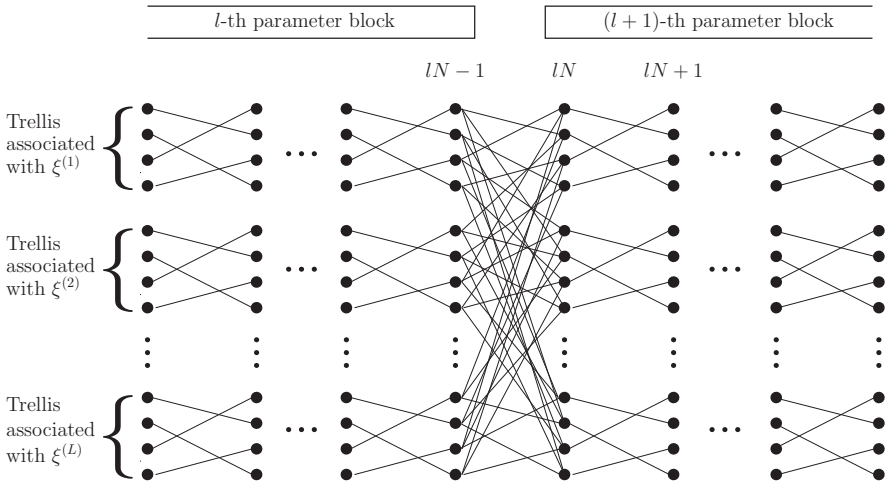 l-th parameter block
(l + 1)-th parameter block
lN − 1
lN
lN + 1
Trellis
associated
with ξ⁽¹⁾
Trellis
associated
with ξ⁽²⁾
Trellis
associated
with ξ⁽ᴸ⁾